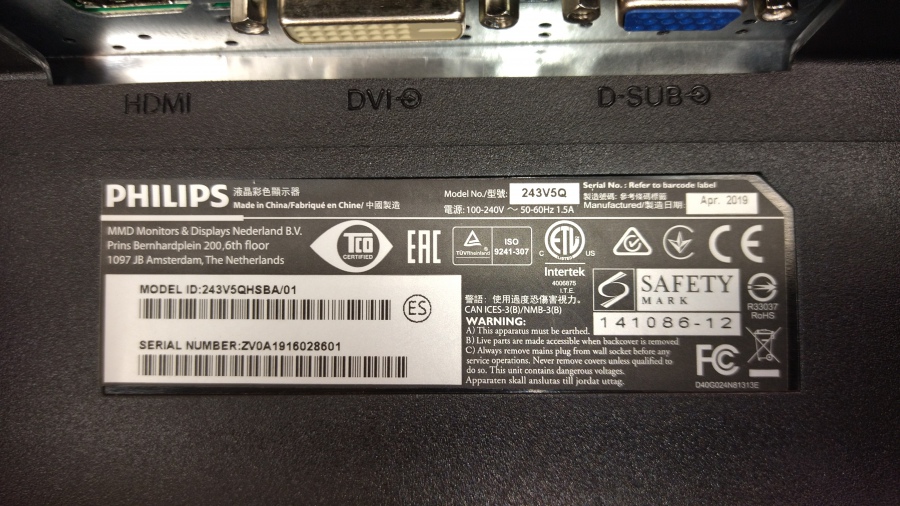 HDMI
DVI
D-SUB
PHILIPS 液晶彩色顯示器
Made in China/Fabriqué en Chine/ 中國製造
Model No./型號: 243V5Q
電源: 100-240V ～ 50-60Hz 1.5A
Serial No. : Refer to barcode label
製造號碼: 參考條碼標籤
Manufactured/製造日期: Apr. 2019
MMD Monitors & Displays Nederland B.V.
Prins Bernhardplein 200,6th floor
1097 JB Amsterdam, The Netherlands
TCO
CERTIFIED
EAC
TÜVRheinland
CERTIFIED
ISO
9241-307
ETL
C US
LISTED
Intertek
4006875
I.T.E.
CE
MODEL ID:243V5QHSBA/01
ES
SERIAL NUMBER:ZV0A1916028601
警語: 使用過度恐傷害視力。
CAN ICES-3(B)/NMB-3(B)
WARNING:
A) This apparatus must be earthed.
B) Live parts are made accessible when backcover is removed
C) Always remove mains plug from wall socket before any
service operations. Never remove covers unless qualified to
do so. This unit contains dangerous voltages.
Apparaten skall anslutas till jordat uttag.
SAFETY
MARK
141086-12
R33037
RoHS
FC
D40G024N81313E